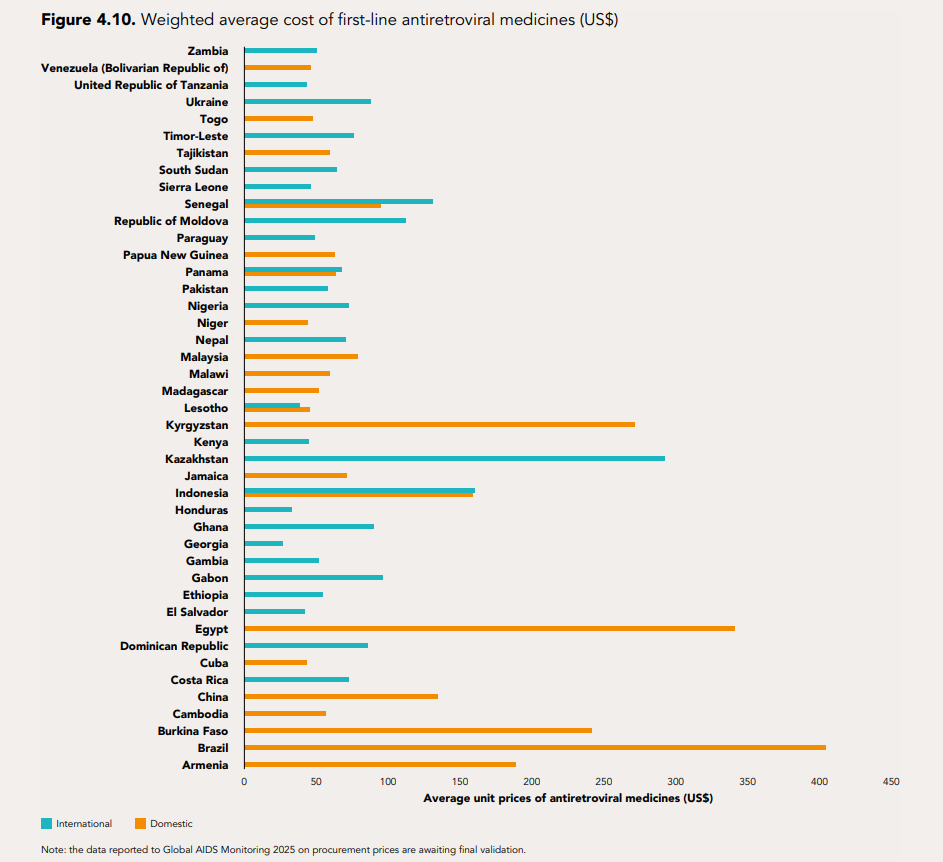 Figure 4.10. Weighted average cost of first-line antiretroviral medicines (US$)
Zambia
Venezuela (Bolivarian Republic of)
United Republic of Tanzania
Ukraine
Togo
Timor-Leste
Tajikistan
South Sudan
Sierra Leone
Senegal
Republic of Moldova
Paraguay
Papua New Guinea
Panama
Pakistan
Nigeria
Niger
Nepal
Malaysia
Malawi
Madagascar
Lesotho
Kyrgyzstan
Kenya
Kazakhstan
Jamaica
Indonesia
Honduras
Ghana
Georgia
Gambia
Gabon
Ethiopia
El Salvador
Egypt
Dominican Republic
Cuba
Costa Rica
China
Cambodia
Burkina Faso
Brazil
Armenia
0 50 100 150 200 250 300 350 400 450
Average unit prices of antiretroviral medicines (US$)
International Domestic
Note: the data reported to Global AIDS Monitoring 2025 on procurement prices are awaiting final validation.